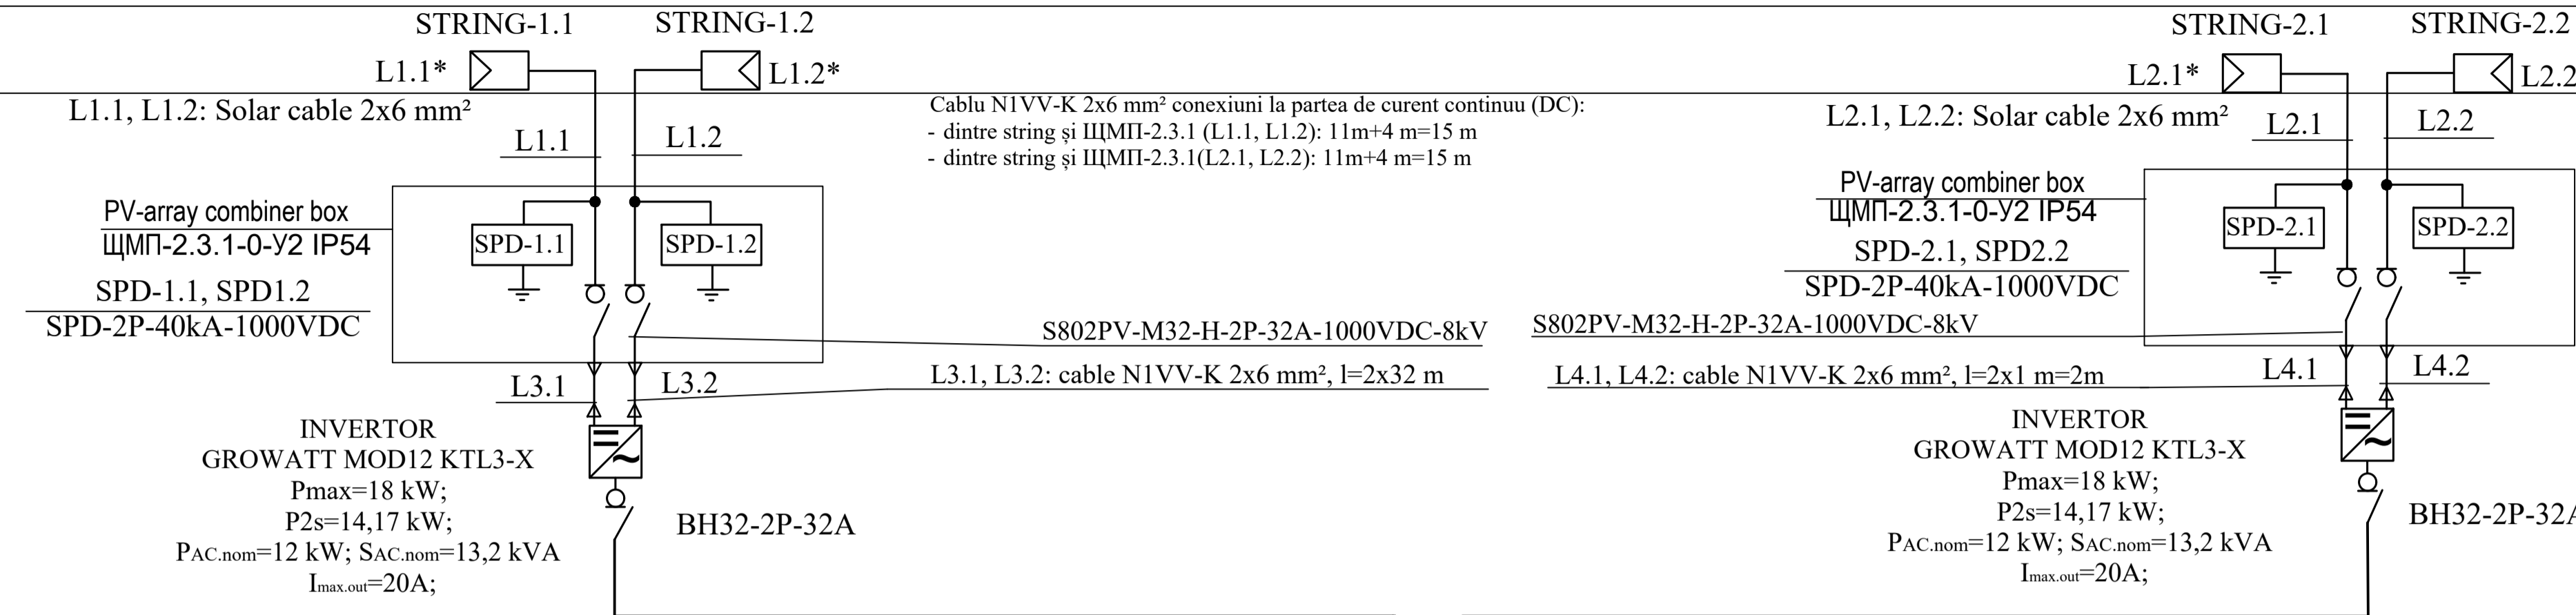 STRING-1.1
STRING-1.2
L1.1*
L1.2*
L1.1, L1.2: Solar cable 2x6 mm²
L1.1
L1.2
PV-array combiner box
ЩМП-2.3.1-0-У2 IP54
SPD-1.1
SPD-1.2
SPD-1.1, SPD1.2
SPD-2P-40kA-1000VDC
L3.1
L3.2
INVERTOR
GROWATT MOD12 KTL3-X
Pmax=18 kW;
P2s=14,17 kW;
PAC.nom=12 kW; SAC.nom=13,2 kVA
Imax.out=20A;
BH32-2P-32A
Cablu N1VV-K 2x6 mm² conexiuni la partea de curent continuu (DC):
- dintre string și ЩМП-2.3.1 (L1.1, L1.2): 11m+4 m=15 m
- dintre string și ЩМП-2.3.1(L2.1, L2.2): 11m+4 m=15 m
S802PV-M32-H-2P-32A-1000VDC-8kV
L3.1, L3.2: cable N1VV-K 2x6 mm², l=2x32 m
STRING-2.1
STRING-2.2
L2.1*
L2.2
L2.1, L2.2: Solar cable 2x6 mm²
L2.1
L2.2
PV-array combiner box
ЩМП-2.3.1-0-У2 IP54
SPD-2.1
SPD-2.2
SPD-2.1, SPD2.2
SPD-2P-40kA-1000VDC
S802PV-M32-H-2P-32A-1000VDC-8kV
L4.1, L4.2: cable N1VV-K 2x6 mm², l=2x1 m=2m
L4.1
L4.2
INVERTOR
GROWATT MOD12 KTL3-X
Pmax=18 kW;
P2s=14,17 kW;
PAC.nom=12 kW; SAC.nom=13,2 kVA
Imax.out=20A;
BH32-2P-32A